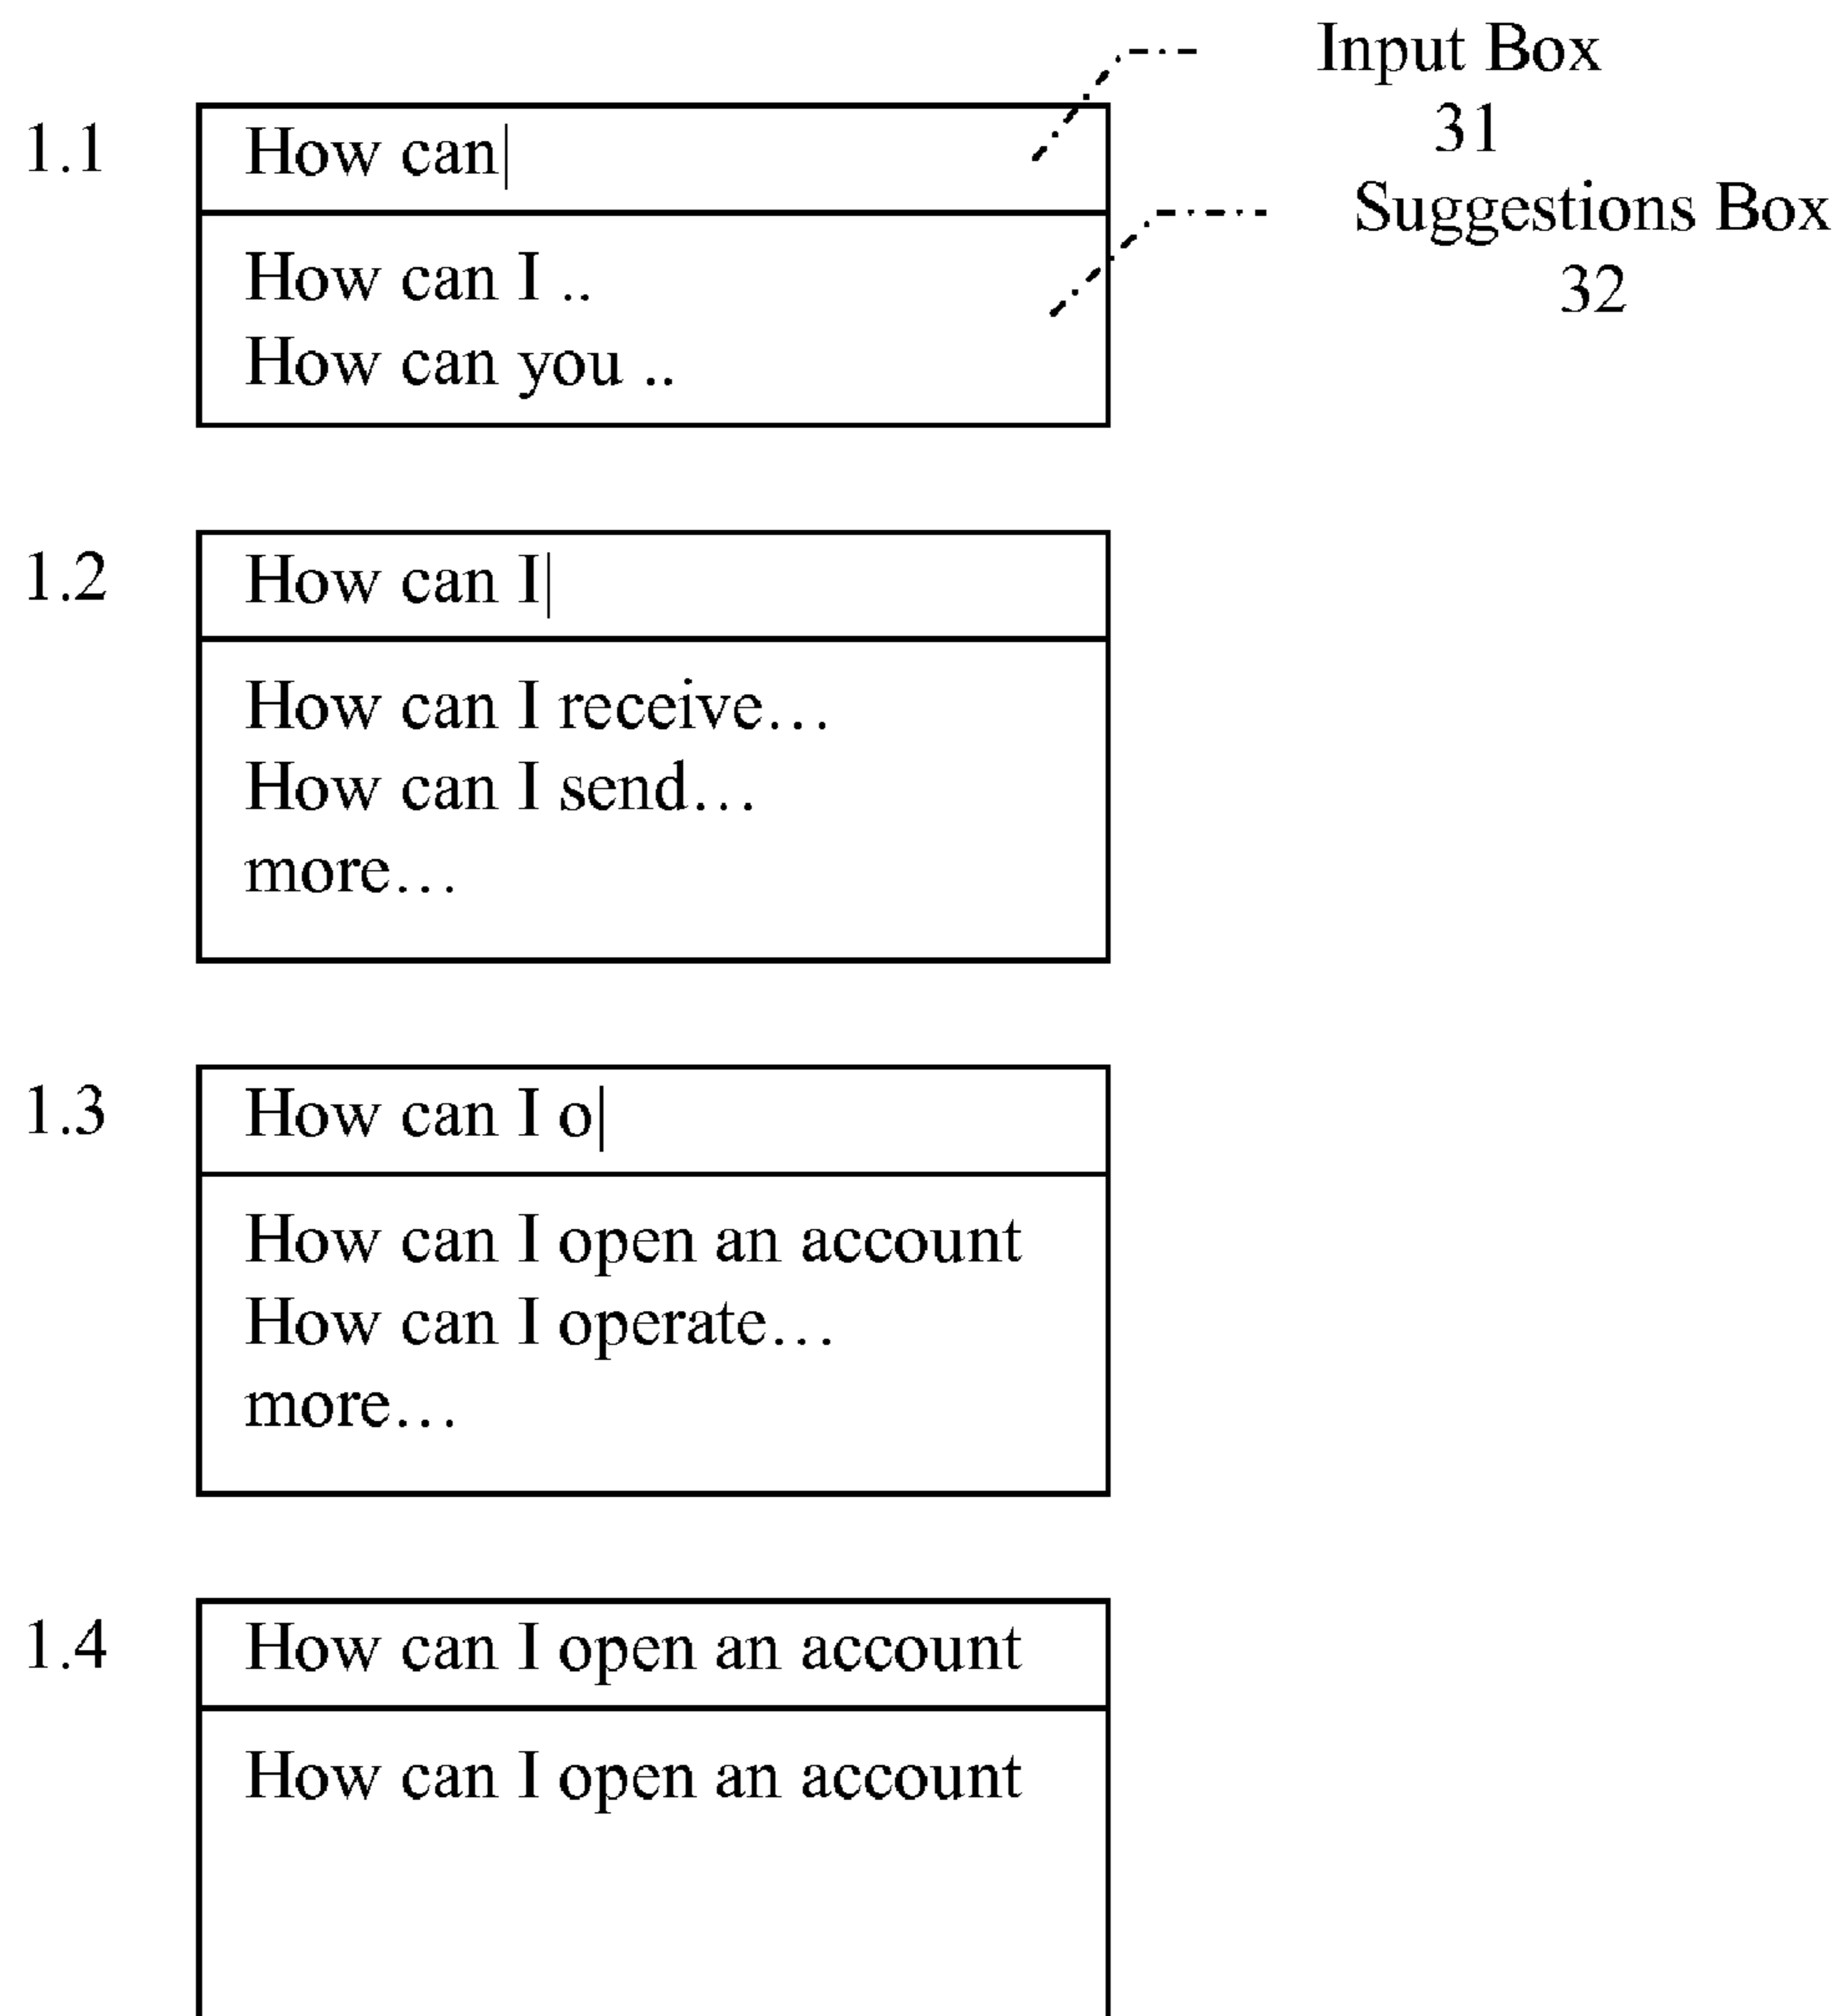 Input Box
31
1.1
How can|
Suggestions Box
32
How can I ..
How can you ..
1.2
How can I|
How can I receive...
How can I send...
more...
1.3
How can I o|
How can I open an account
How can I operate...
more...
1.4
How can I open an account
How can I open an account